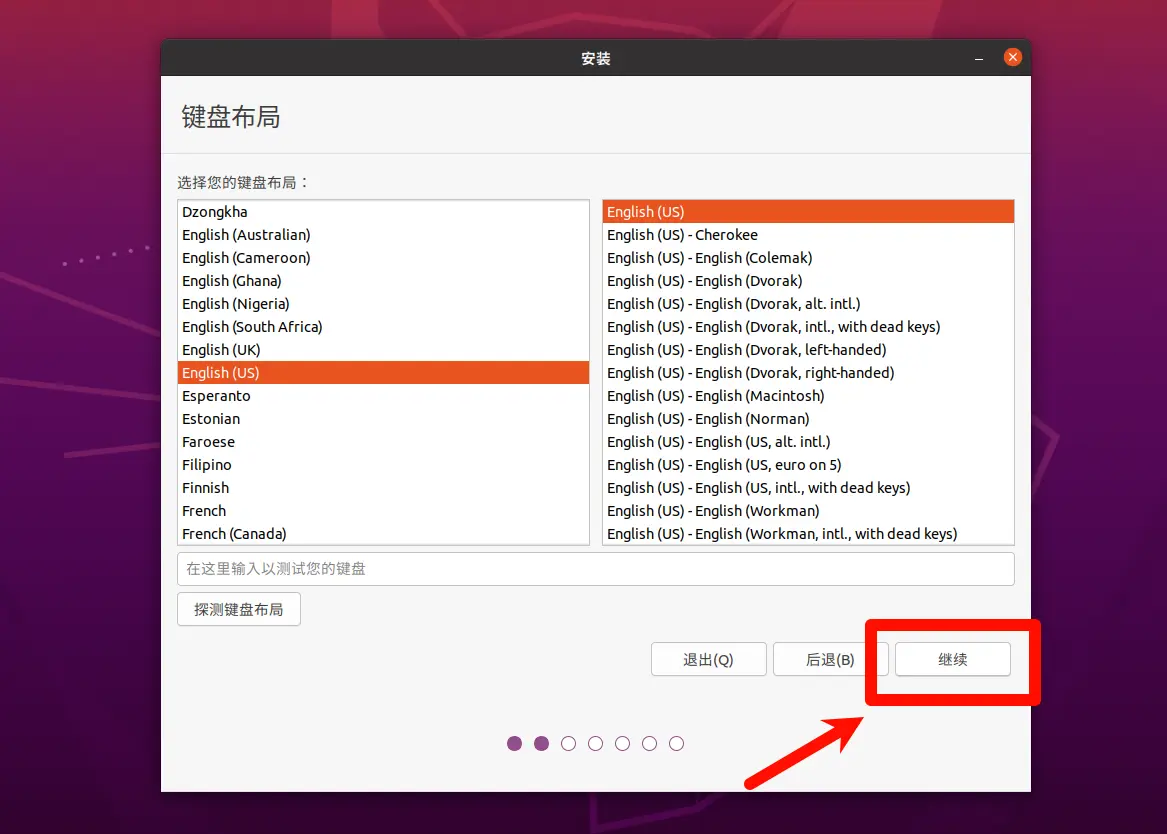 安装
键盘布局
选择您的键盘布局：
Dzongkha
English (Australian)
English (Cameroon)
English (Ghana)
English (Nigeria)
English (South Africa)
English (UK)
English (US)
Esperanto
Estonian
Faroese
Filipino
Finnish
French
French (Canada)
English (US)
English (US) - Cherokee
English (US) - English (Colemak)
English (US) - English (Dvorak)
English (US) - English (Dvorak, alt. intl.)
English (US) - English (Dvorak, intl., with dead keys)
English (US) - English (Dvorak, left-handed)
English (US) - English (Dvorak, right-handed)
English (US) - English (Macintosh)
English (US) - English (Norman)
English (US) - English (US, alt. intl.)
English (US) - English (US, euro on 5)
English (US) - English (US, intl., with dead keys)
English (US) - English (Workman)
English (US) - English (Workman, intl., with dead keys)
在这里输入以测试您的键盘
探测键盘布局
退出(Q) 后退(B) 继续